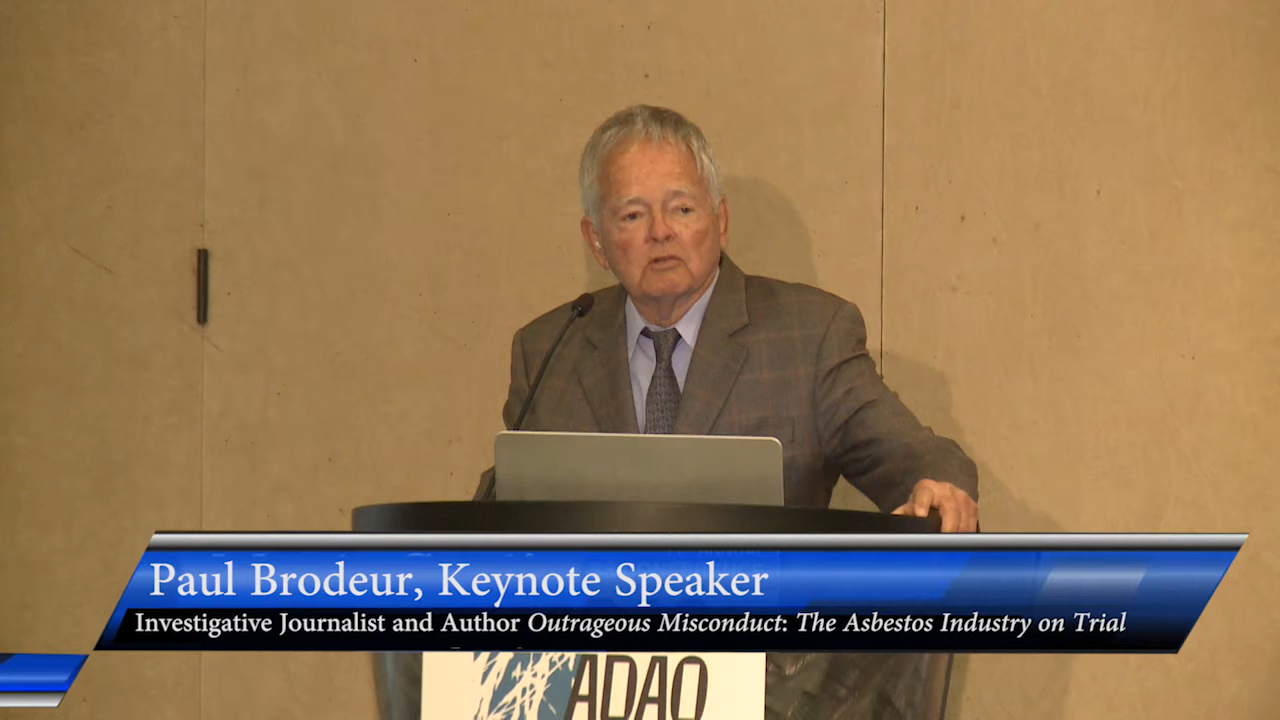 Paul Brodeur, Keynote Speaker
Investigative Journalist and Author Outrageous Misconduct: The Asbestos Industry on Trial
ADAO